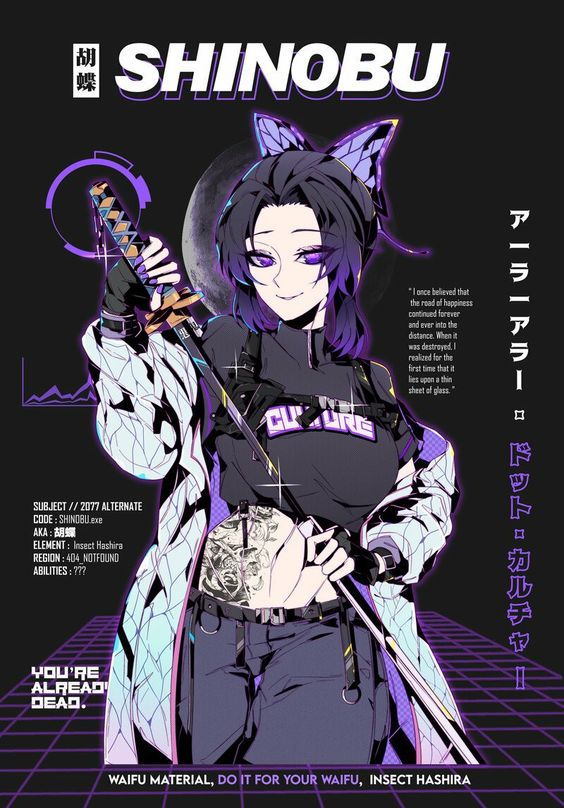 胡蝶
SHINOBU
アーラーアラー:
ドット・カルチャー
" I once believed that
the road of happiness
continued forever
and ever into the
distance. When it
was destroyed, I
realized for the
first time that it
lies upon a thin
sheet of glass. "
CULTURE
SUBJECT // 2077 ALTERNATE
CODE : SHINOBU.exe
AKA : 胡蝶
ELEMENT : Insect Hashira
REGION : 404_NOTFOUND
ABILITIES : ???
YOU'RE
ALREADY
DEAD.
WAIFU MATERIAL, DO IT FOR YOUR WAIFU, INSECT HASHIRA